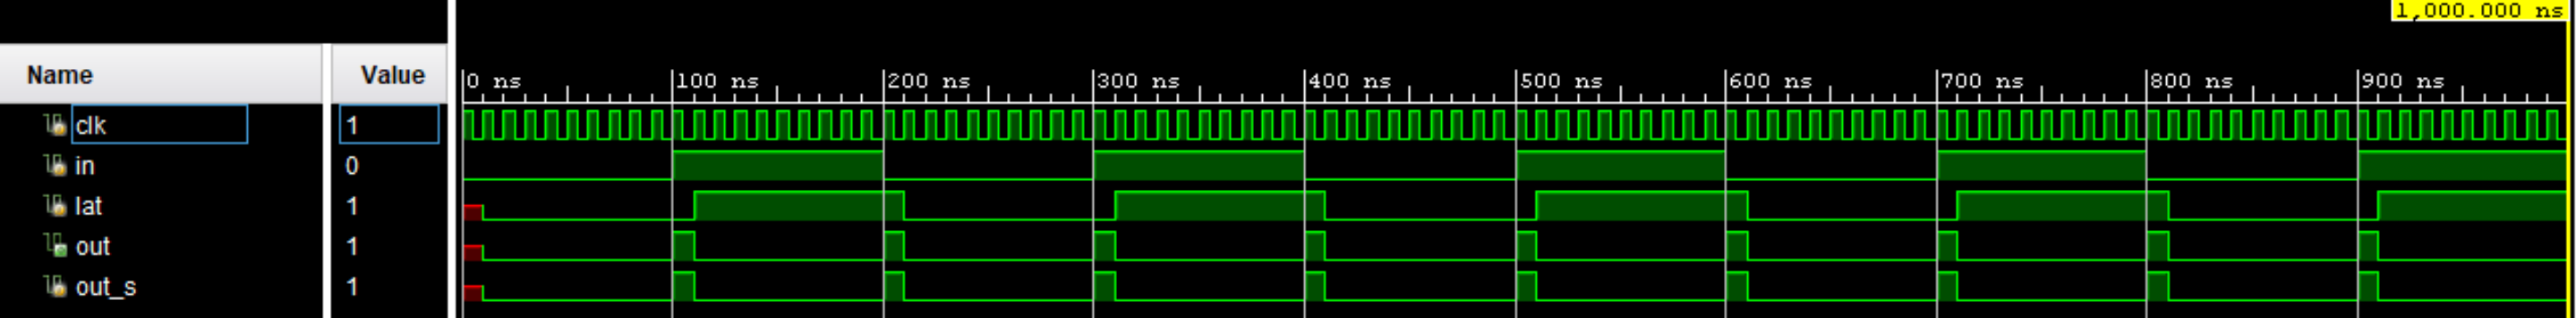 1,000.000 ns
Name Value
0 ns 100 ns 200 ns 300 ns 400 ns 500 ns 600 ns 700 ns 800 ns 900 ns
clk 1
in 0
lat 1
out 1
out_s 1